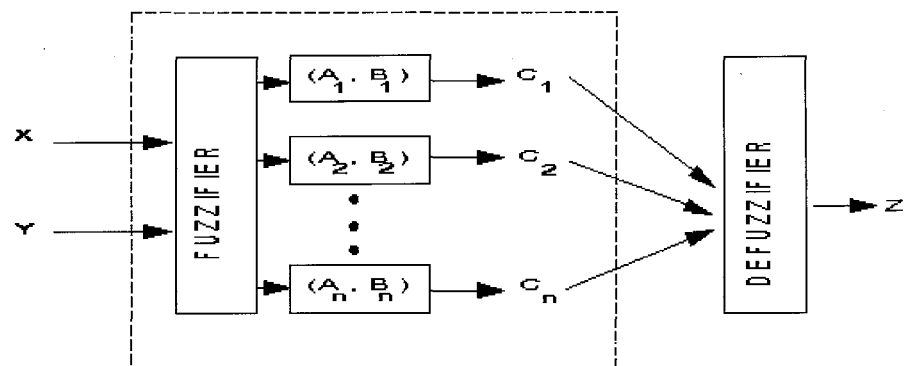 X
Y
FUZZIFIER
(A1, B1)
C1
(A2, B2)
C2
(An, Bn)
Cn
DEFUZZIFIER
Z